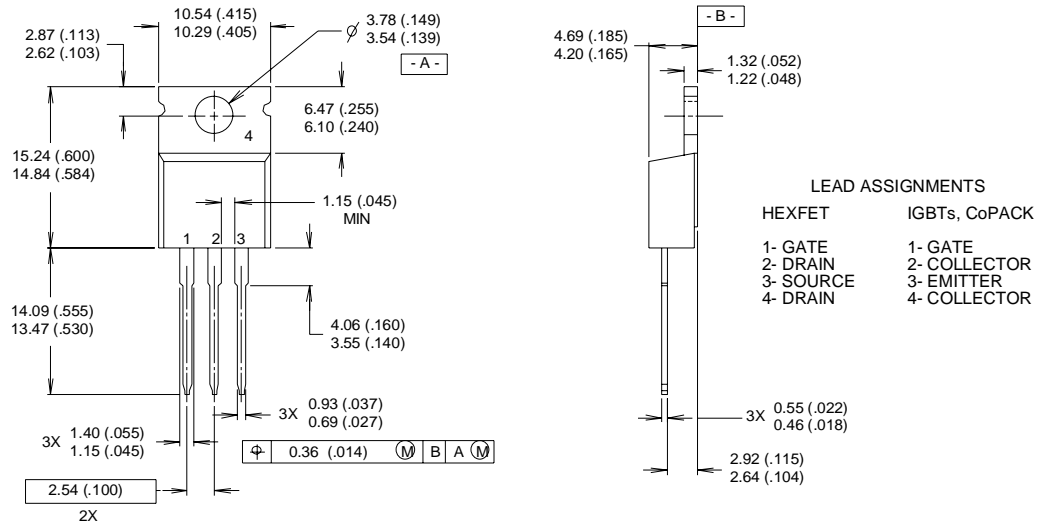 10.54 (.415)
10.29 (.405)
3.78 (.149)
3.54 (.139)
- A -
2.87 (.113)
2.62 (.103)
6.47 (.255)
6.10 (.240)
4
15.24 (.600)
14.84 (.584)
1.15 (.045)
MIN
1 2 3
14.09 (.555)
13.47 (.530)
4.06 (.160)
3.55 (.140)
3X 0.93 (.037)
0.69 (.027)
3X 1.40 (.055)
1.15 (.045)
⌖ 0.36 (.014) Ⓜ B A Ⓜ
2.54 (.100)
2X
- B -
4.69 (.185)
4.20 (.165)
1.32 (.052)
1.22 (.048)
3X 0.55 (.022)
0.46 (.018)
2.92 (.115)
2.64 (.104)
LEAD ASSIGNMENTS
HEXFET
1- GATE
2- DRAIN
3- SOURCE
4- DRAIN
IGBTs, CoPACK
1- GATE
2- COLLECTOR
3- EMITTER
4- COLLECTOR